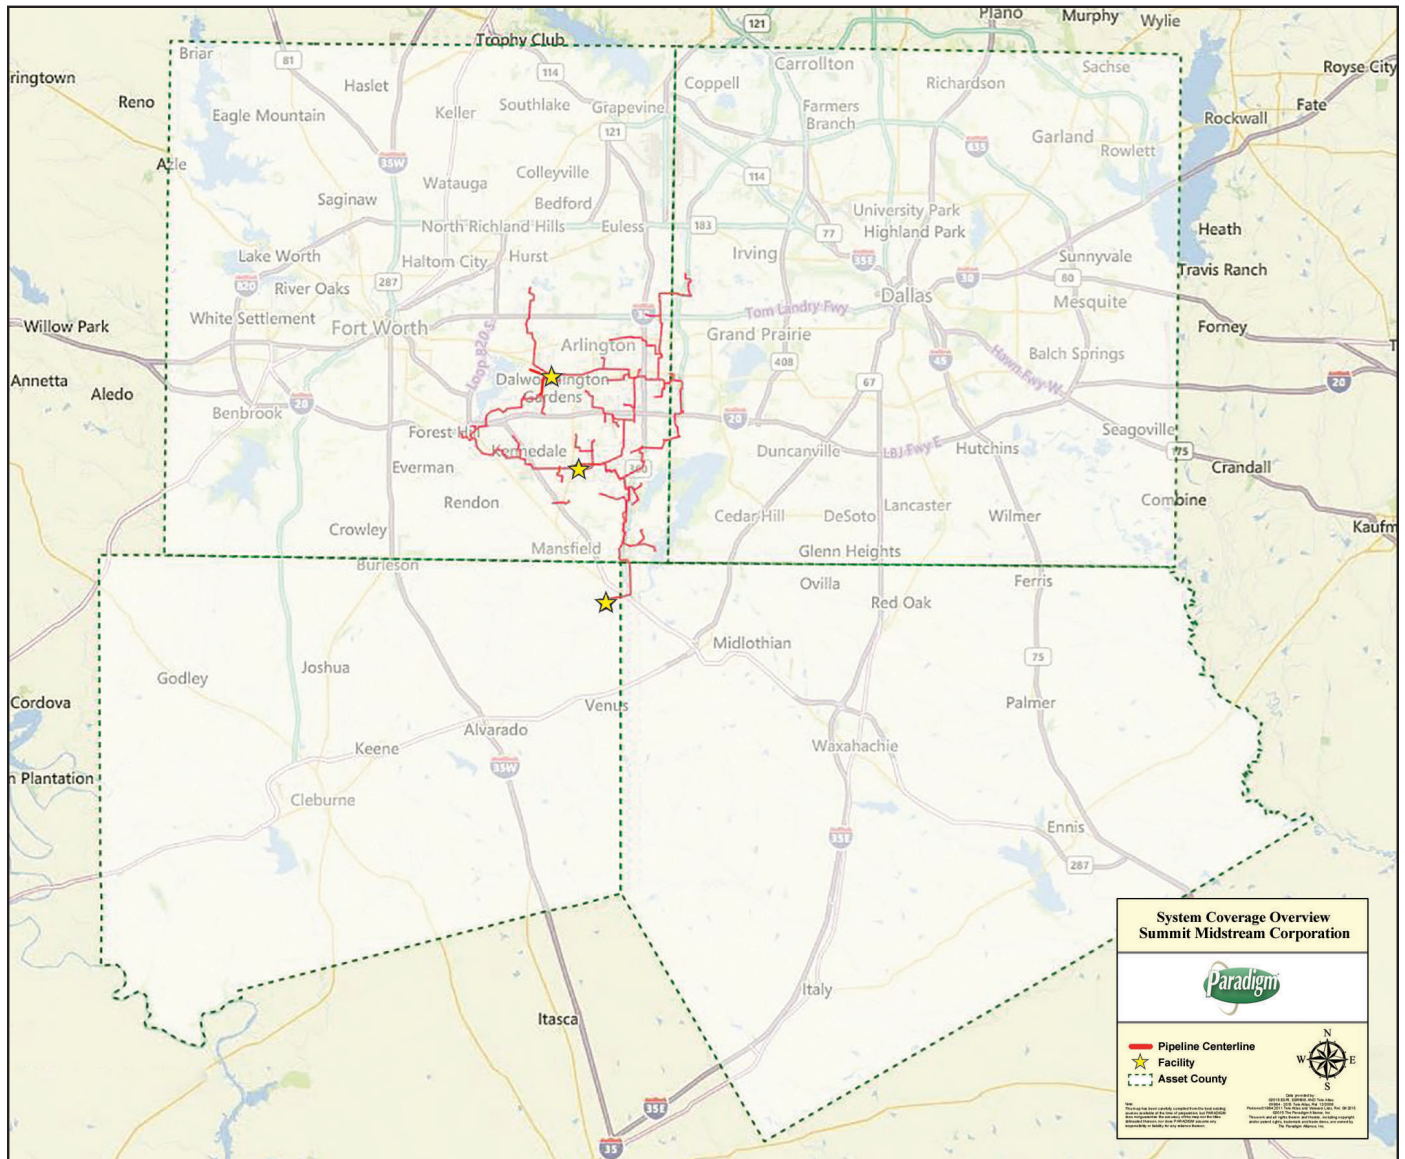 Plano
Murphy
Wylie
121
Trophy Club
Briar
81
114
Carrollton
Sachse
ringtown
Haslet
Coppell
Richardson
Royse City
Reno
Southlake
Grapevine
Farmers
Branch
Fate
Eagle Mountain
Keller
121
Rockwall
Garland
635
Rowlett
Azle
35W
Colleyville
114
Watauga
Saginaw
Bedford
University Park
North Richland Hills
Euless
183
77
Highland Park
Heath
Lake Worth
Haltom City
Hurst
Irving
35E
Sunnyvale
Travis Ranch
820
287
River Oaks
30
80
Dallas
Mesquite
White Settlement
Fort Worth
Tom Landry Fwy
Willow Park
Grand Prairie
Forney
Loop 820 S
Arlington
Hawn Fwy W
Balch Springs
408
45
Annetta
Aledo
Dalworthington
Gardens
67
20
20
Benbrook
20
Forest Hill
Seagoville
Kennedale
Duncanville
LBJ Fwy E
Hutchins
175
Everman
360
Crandall
Rendon
Lancaster
Combine
Cedar Hill
DeSoto
Wilmer
Crowley
Kaufm
Mansfield
Glenn Heights
Burleson
Ovilla
Ferris
Red Oak
Midlothian
75
Joshua
Godley
Cordova
Venus
Palmer
Alvarado
Keene
Waxahachie
35W
n Plantation
Cleburne
Ennis
35E
287
Italy
Itasca
35E
35
System Coverage Overview
Summit Midstream Corporation
Paradigm
Pipeline Centerline
Facility
Asset County
N
W E
S